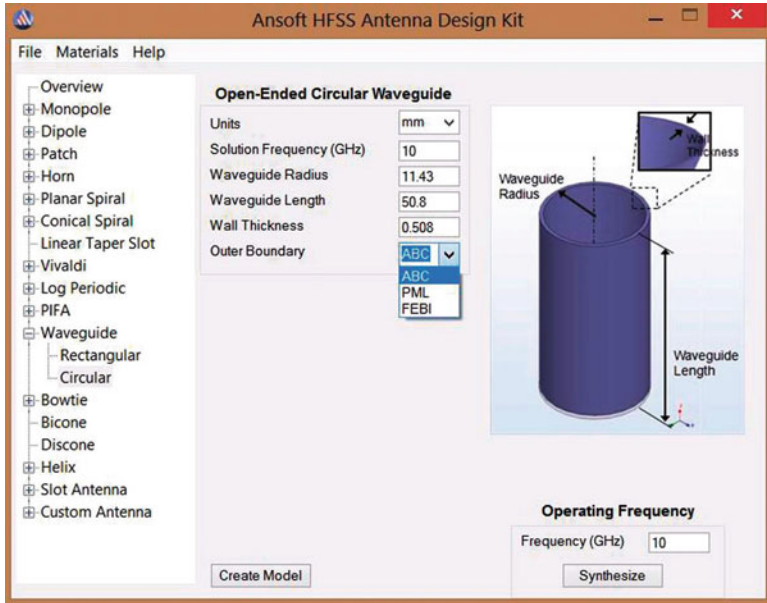 Ansoft HFSS Antenna Design Kit
File Materials Help
Overview
Monopole
Dipole
Patch
Horn
Planar Spiral
Conical Spiral
Linear Taper Slot
Vivaldi
Log Periodic
PIFA
Waveguide
Rectangular
Circular
Bowtie
Bicone
Discone
Helix
Slot Antenna
Custom Antenna
Open-Ended Circular Waveguide
Units mm
Solution Frequency (GHz) 10
Waveguide Radius 11.43
Waveguide Length 50.8
Wall Thickness 0.508
Outer Boundary ABC
ABC
PML
FEBI
Create Model
Wall
Thickness
Waveguide
Radius
Waveguide
Length
Operating Frequency
Frequency (GHz) 10
Synthesize